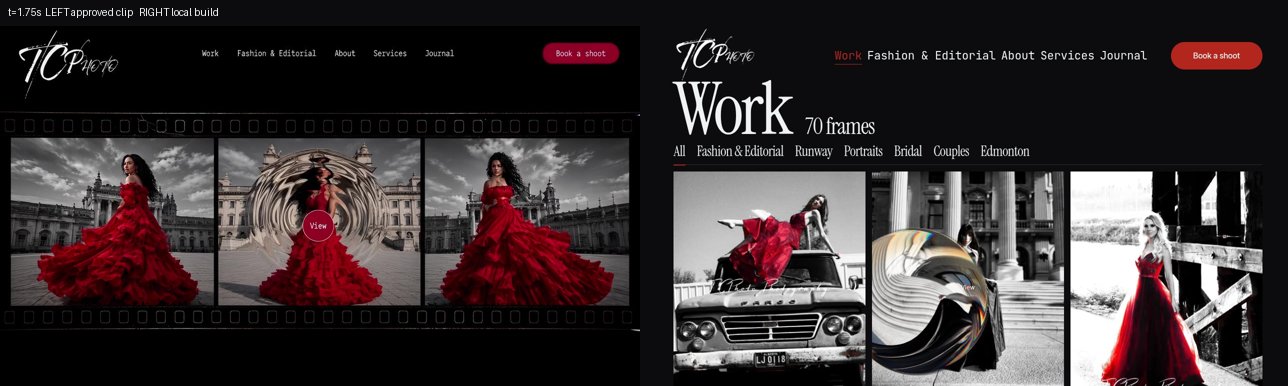 t=1.75s LEFT approved clip RIGHT local build
TCPHOTO
Work Fashion & Editorial About Services Journal
Book a shoot
View
TCPHOTO
Work Fashion & Editorial About Services Journal
Book a shoot
Work 70 frames
All Fashion & Editorial Runway Portraits Bridal Couples Edmonton
DODGE
LJ0118